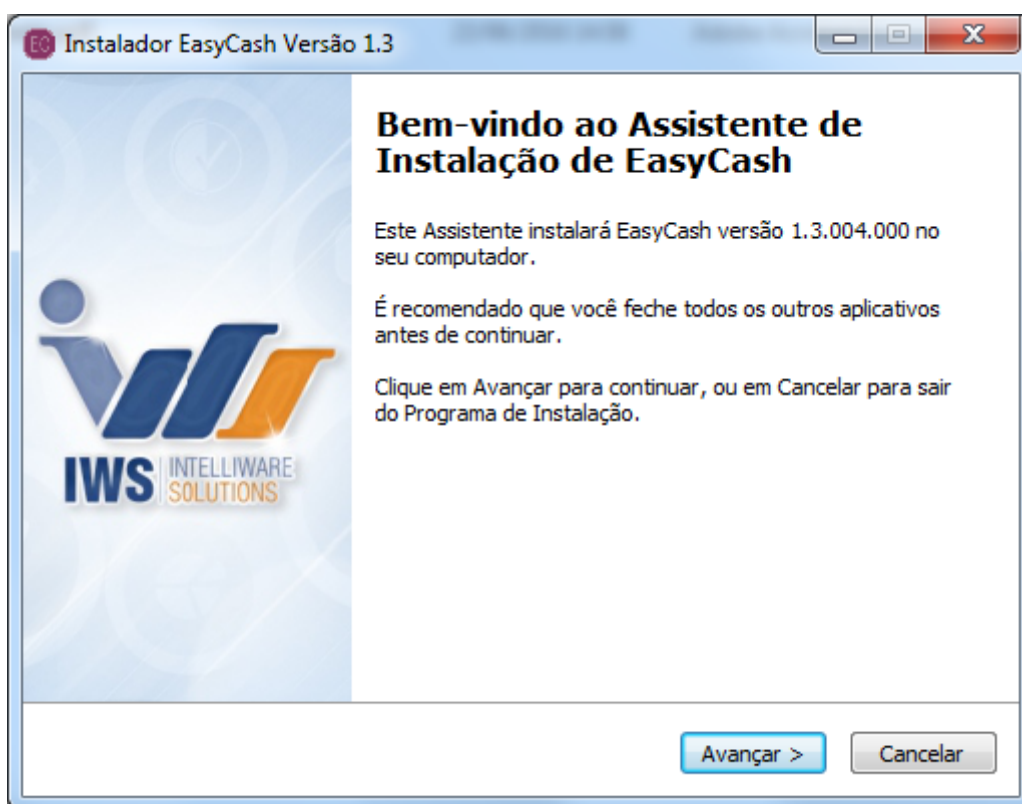 EC Instalador EasyCash Versão 1.3
Bem-vindo ao Assistente de
Instalação de EasyCash
Este Assistente instalará EasyCash versão 1.3.004.000 no
seu computador.
É recomendado que você feche todos os outros aplicativos
antes de continuar.
Clique em Avançar para continuar, ou em Cancelar para sair
do Programa de Instalação.
IWS INTELLIWARE
SOLUTIONS
Avançar >
Cancelar